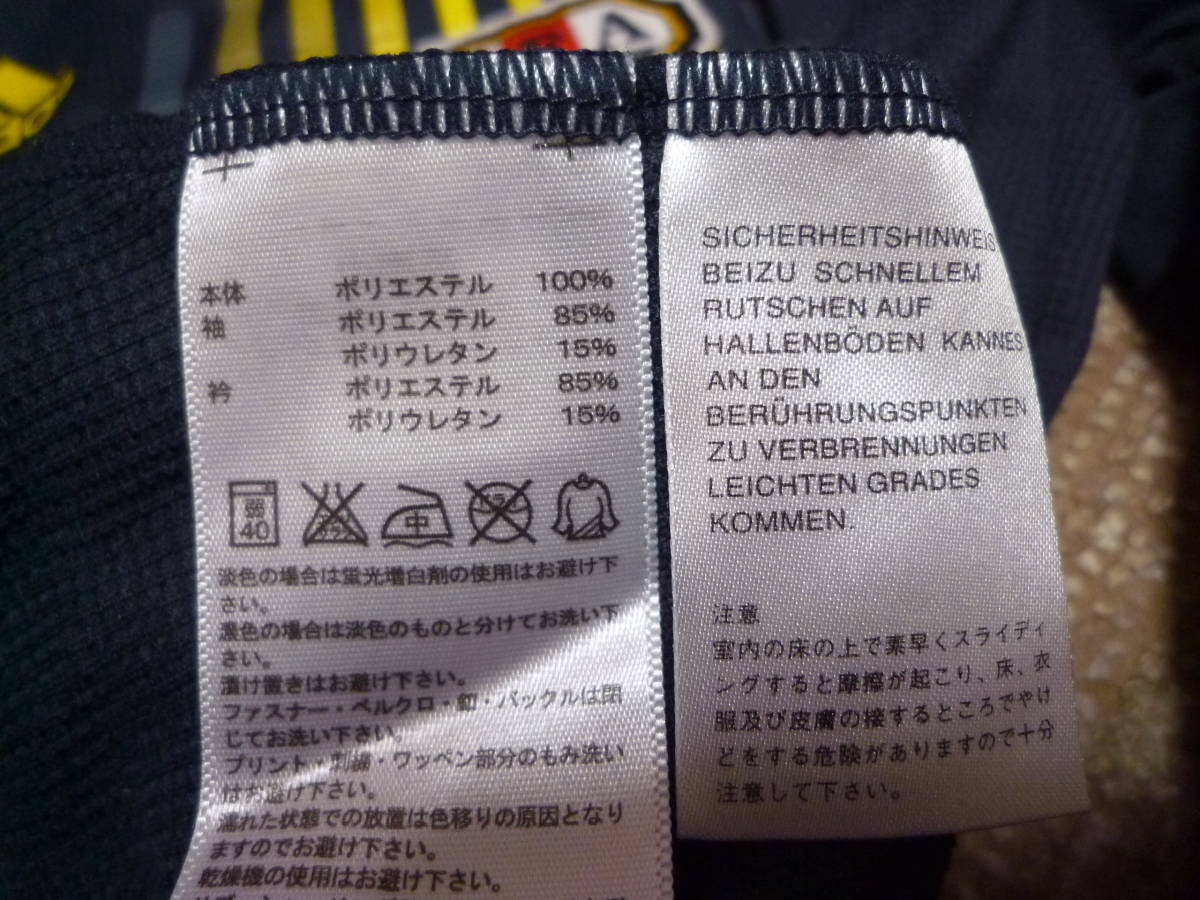 本体 ポリエステル 100%
袖 ポリエステル 85%
ポリウレタン 15%
衿 ポリエステル 85%
ポリウレタン 15%
弱
40
中
淡色の場合は蛍光増白剤の使用はお避け下
さい。
濃色の場合は淡色のものと分けてお洗い下
さい。
漬け置きはお避け下さい。
ファスナー・ベルクロ・釦・バックルは閉
じてお洗い下さい。
プリント・刺繍・ワッペン部分のもみ洗い
はお避け下さい。
濡れた状態での放置は色移りの原因となり
ますのでお避け下さい。
乾燥機の使用はお避け下さい。
SICHERHEITSHINWEIS
BEIZU SCHNELLEM
RUTSCHEN AUF
HALLENBÖDEN KANNES
AN DEN
BERÜHRUNGSPUNKTEN
ZU VERBRENNUNGEN
LEICHTEN GRADES
KOMMEN
注意
室内の床の上で素早くスライディ
ングすると摩擦が起こり、床、衣
服及び皮膚の接するところでやけ
どをする危険がありますので十分
注意して下さい。